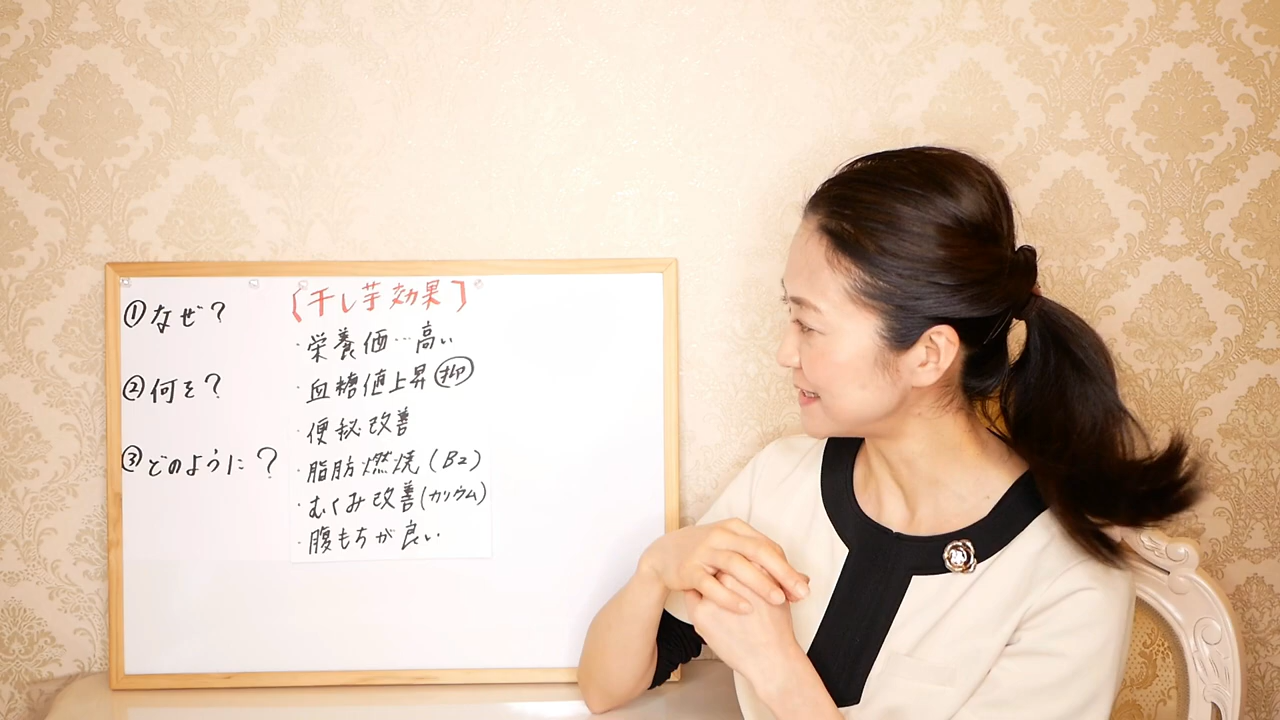 ①なぜ？
②何を？
③どのように？
〔干し芋効果〕
・栄養価…高い
・血糖値上昇㊥抑
・便秘改善
・脂肪燃焼(B2)
・むくみ改善(カリウム)
・腹もちが良い